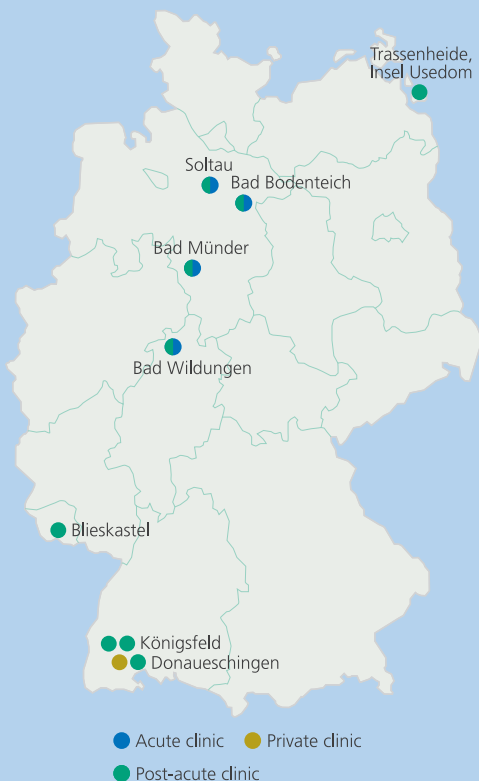 Trassenheide,
Insel Usedom
Soltau
Bad Bodenteich
Bad Münder
Bad Wildungen
Blieskastel
Königsfeld
Donaueschingen
Acute clinic Private clinic
Post-acute clinic